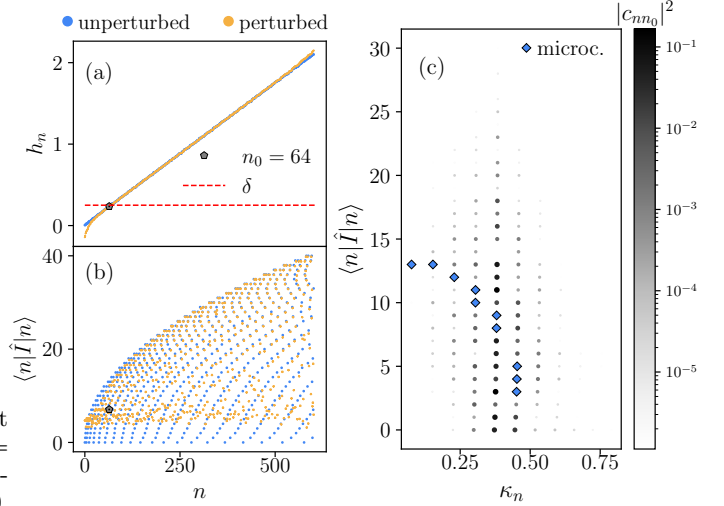 unperturbed perturbed
|c_{nn_0}|^2
(a)
h_n
2
1
0
n_0 = 64
δ
(b)
⟨n|Î|n⟩
40
20
0
0 250 500
n
(c)
microc.
⟨n|Î|n⟩
30
25
20
15
10
5
0
0.25 0.50 0.75
κ_n
10^{-1}
10^{-2}
10^{-3}
10^{-4}
10^{-5}
t
=
-